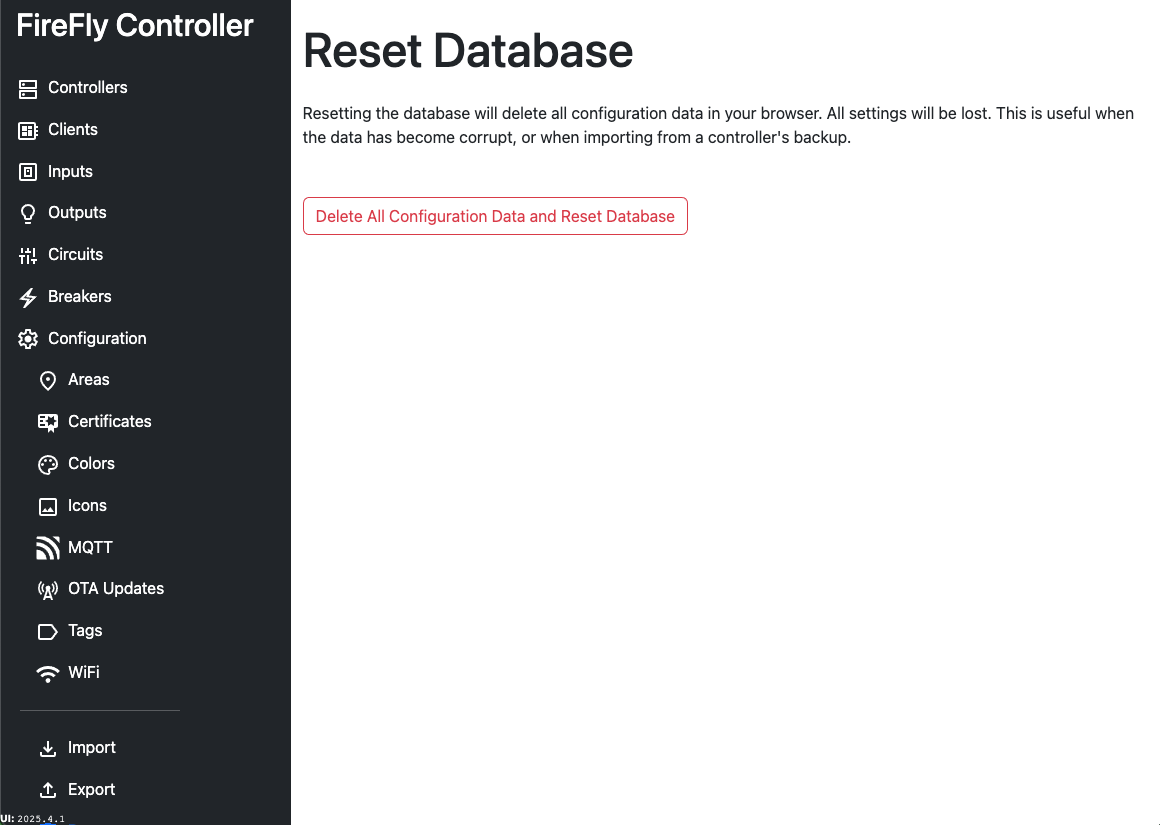 FireFly Controller
Controllers
Clients
Inputs
Outputs
Circuits
Breakers
Configuration
Areas
Certificates
Colors
Icons
MQTT
OTA Updates
Tags
WiFi
Import
Export
UI: 2025.4.1
Reset Database
Resetting the database will delete all configuration data in your browser. All settings will be lost. This is useful when
the data has become corrupt, or when importing from a controller's backup.
Delete All Configuration Data and Reset Database